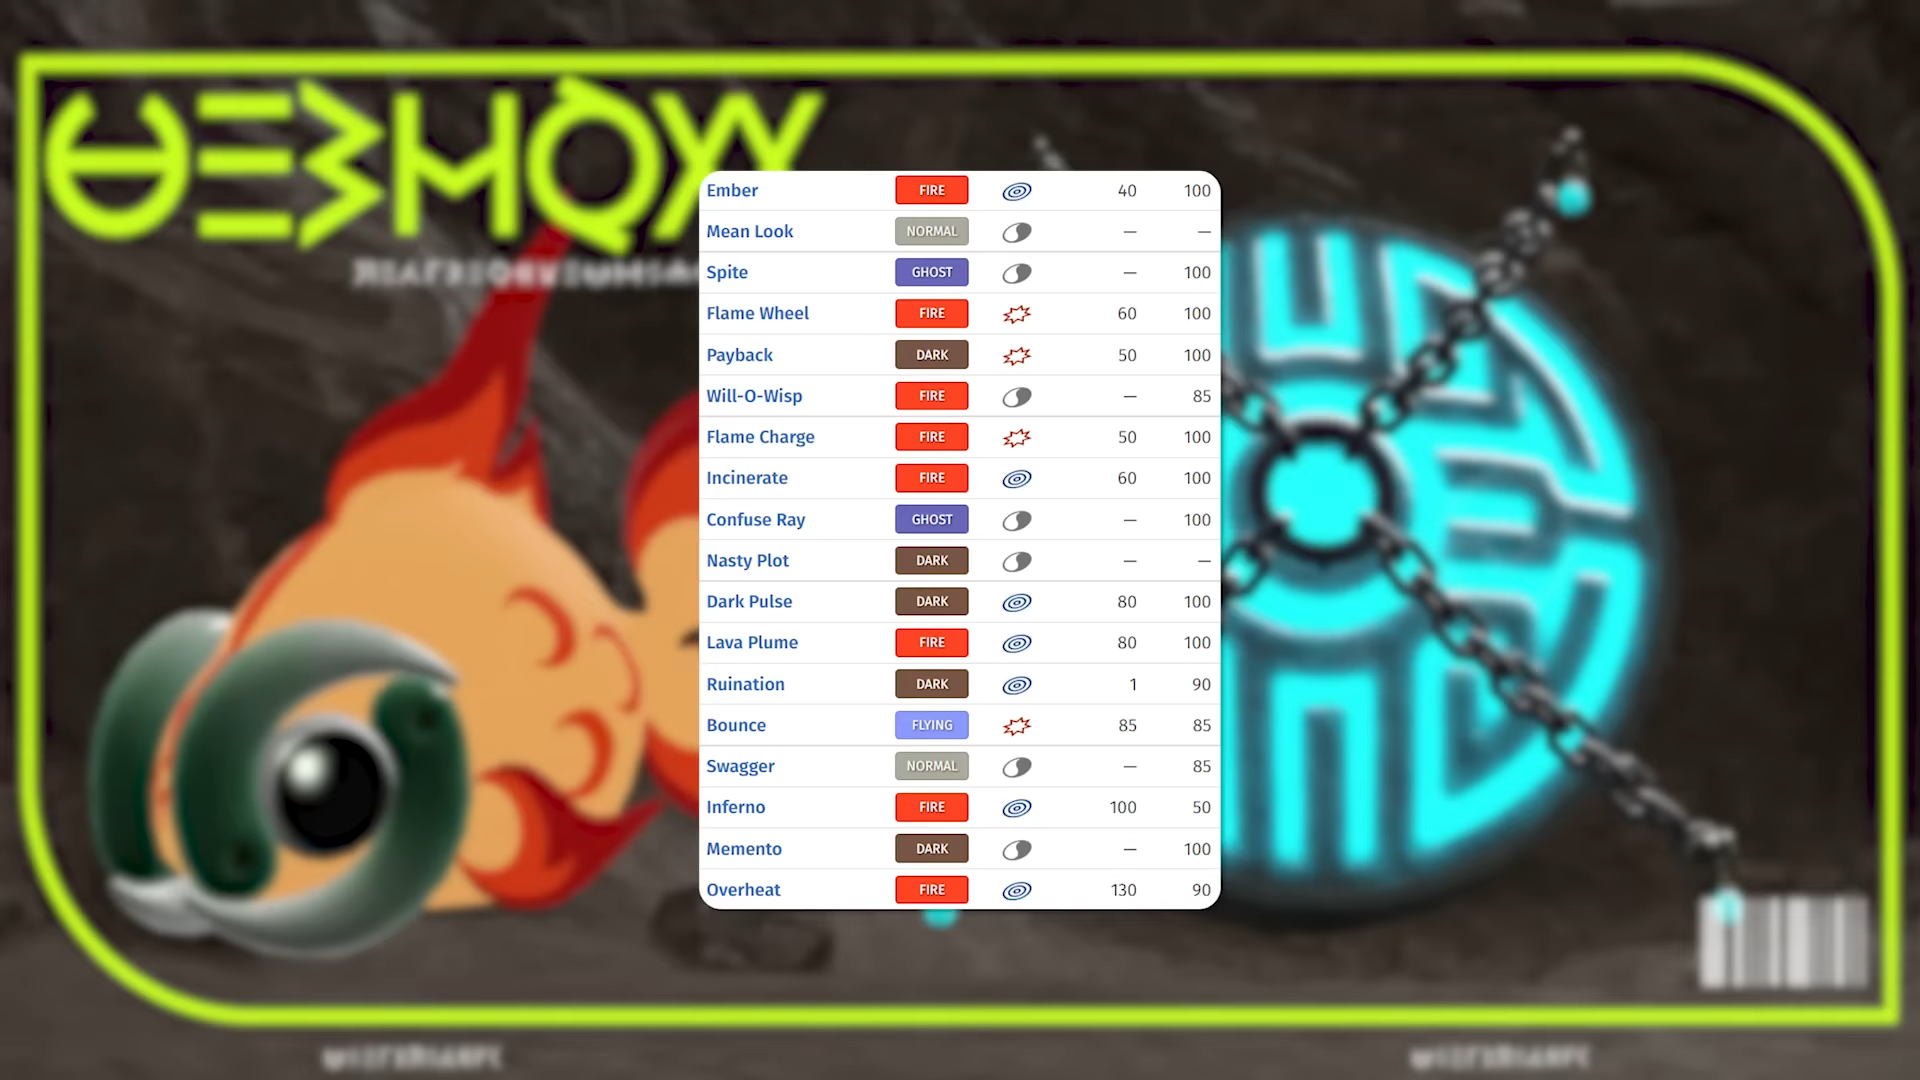 Ember FIRE 40 100
Mean Look NORMAL — —
Spite GHOST — 100
Flame Wheel FIRE 60 100
Payback DARK 50 100
Will-O-Wisp FIRE — 85
Flame Charge FIRE 50 100
Incinerate FIRE 60 100
Confuse Ray GHOST — 100
Nasty Plot DARK — —
Dark Pulse DARK 80 100
Lava Plume FIRE 80 100
Ruination DARK 1 90
Bounce FLYING 85 85
Swagger NORMAL — 85
Inferno FIRE 100 50
Memento DARK — 100
Overheat FIRE 130 90